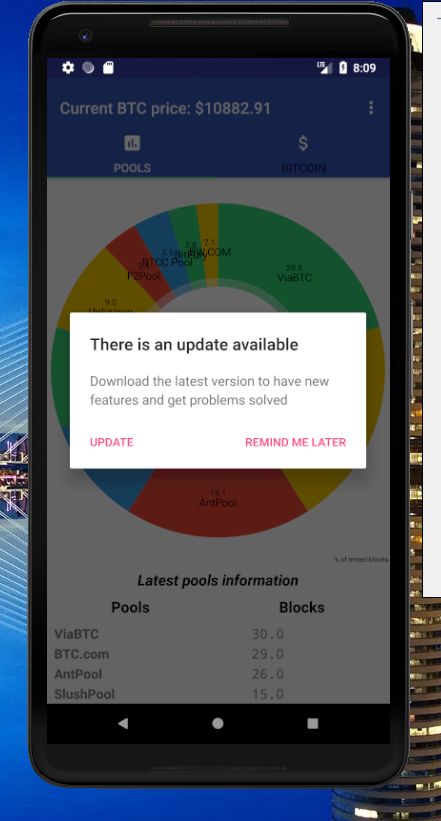 LTE 8:09
Current BTC price: $10882.91
POOLS BITCOIN
2.1
2.8
BW.COM
3.5
BitFury
20.8
BTCC Pool
ViaBTC
F2Pool
9.0
Unknown
There is an update available
Download the latest version to have new
features and get problems solved
UPDATE REMIND ME LATER
18.1
AntPool
% of mined blocks
Latest pools information
Pools Blocks
ViaBTC 30.0
BTC.com 29.0
AntPool 26.0
SlushPool 15.0